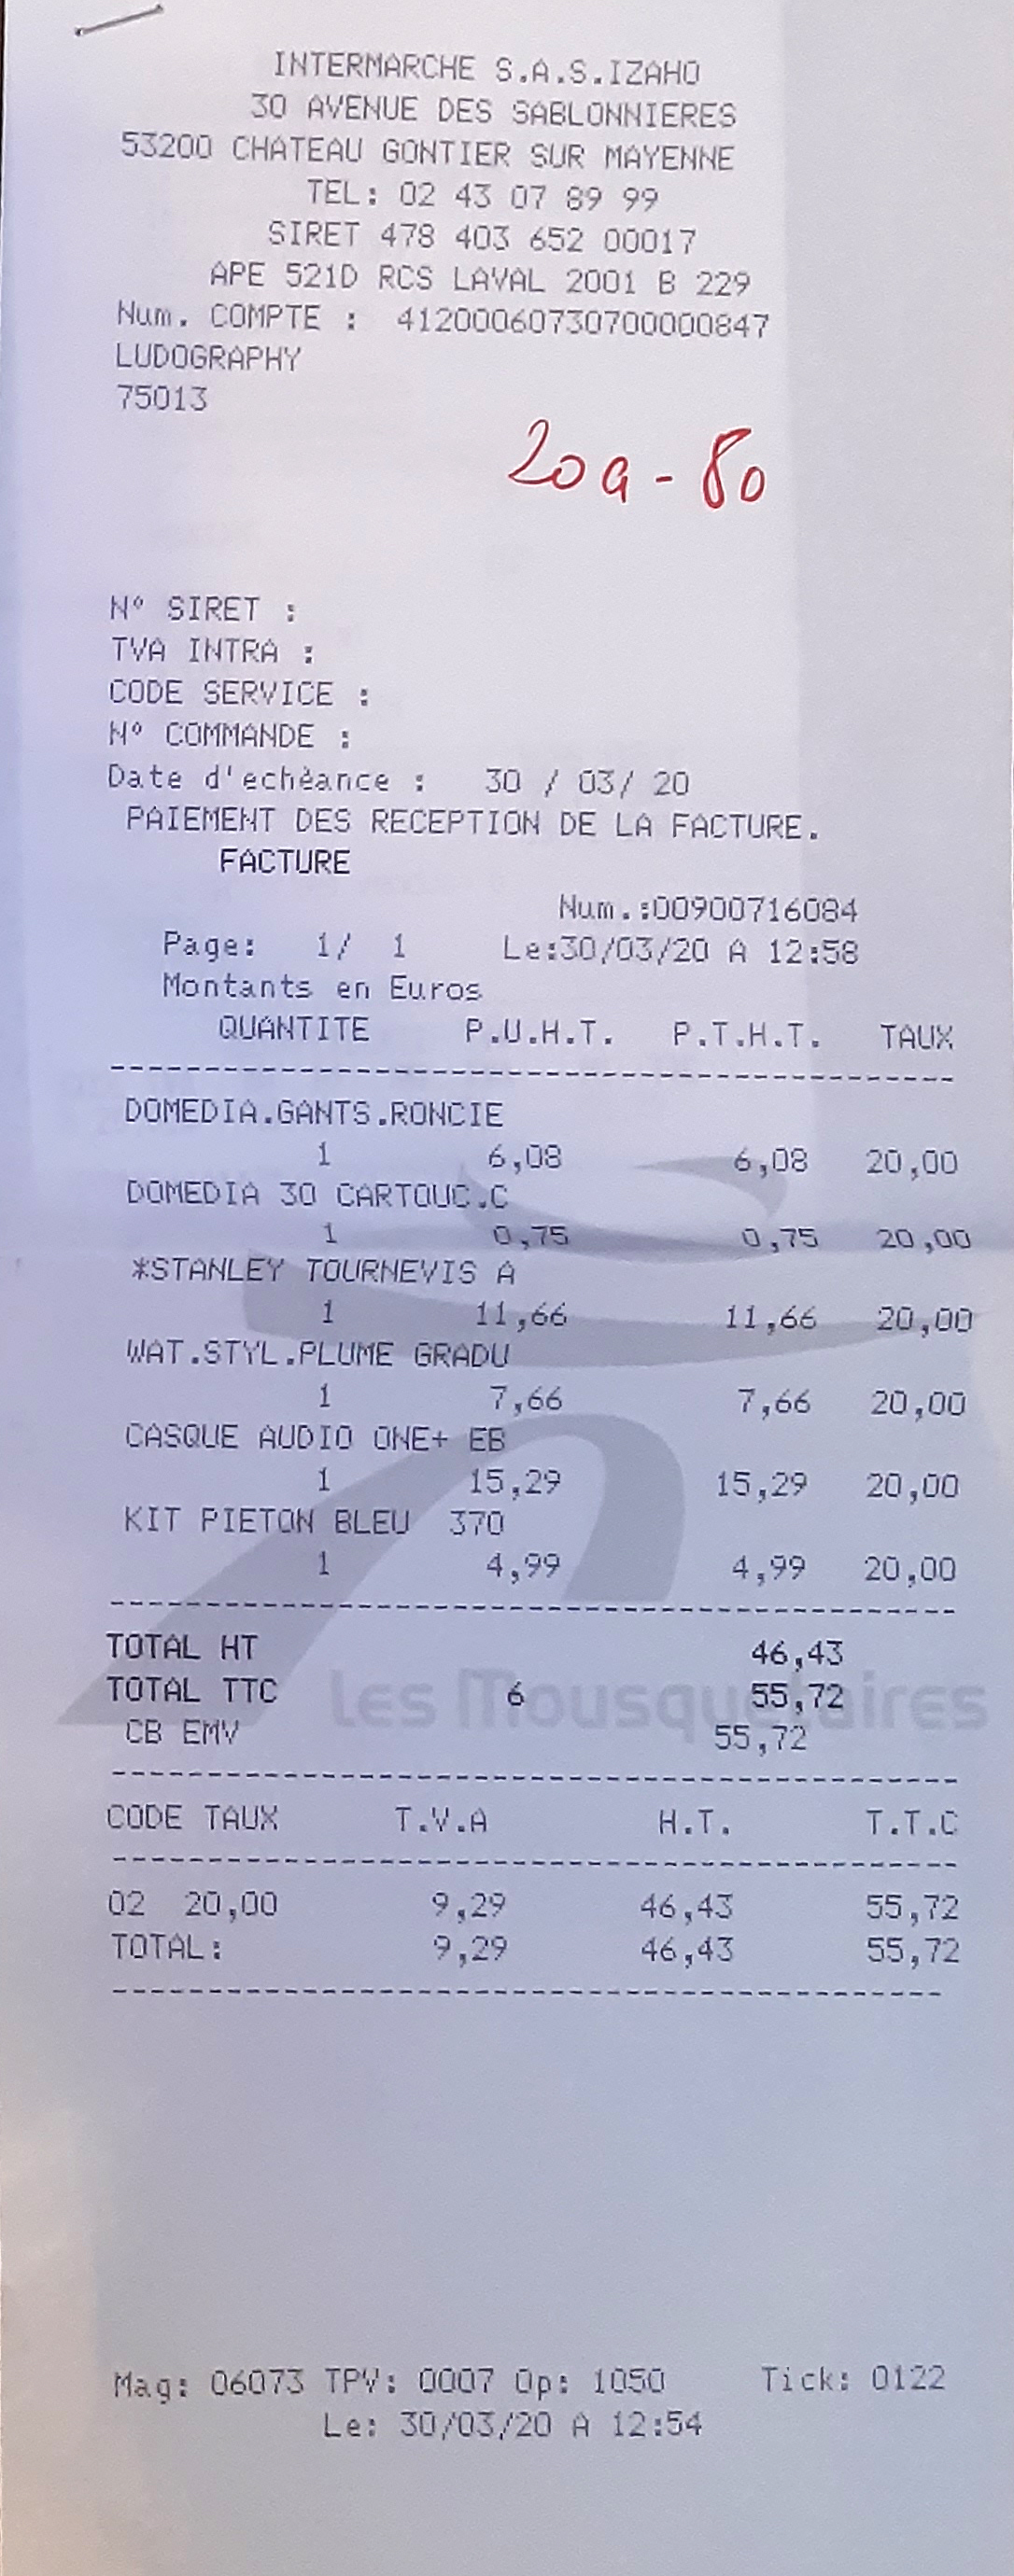 INTERMARCHE S.A.S.IZAHO
30 AVENUE DES SABLONNIERES
53200 CHATEAU GONTIER SUR MAYENNE
TEL: 02 43 07 89 99
SIRET 478 403 652 00017
APE 521D RCS LAVAL 2001 B 229
Num. COMPTE : 41200060730700000847
LUDOGRAPHY
75013
20a-80
N° SIRET :
TVA INTRA :
CODE SERVICE :
N° COMMANDE :
Date d'echèance : 30 / 03/ 20
PAIEMENT DES RECEPTION DE LA FACTURE.
FACTURE
Num.:00900716084
Page: 1/ 1 Le:30/03/20 A 12:58
Montants en Euros
QUANTITE P.U.H.T. P.T.H.T. TAUX
DOMEDIA.GANTS.RONCIE
1 6,08 6,08 20,00
DOMEDIA 30 CARTOUC.C
1 0,75 0,75 20,00
*STANLEY TOURNEVIS A
1 11,66 11,66 20,00
WAT.STYL.PLUME GRADU
1 7,66 7,66 20,00
CASQUE AUDIO ONE+ EB
1 15,29 15,29 20,00
KIT PIETON BLEU 370
1 4,99 4,99 20,00
TOTAL HT 46,43
TOTAL TTC 6 55,72
Les Mousquetaires
CB EMV 55,72
CODE TAUX T.V.A H.T. T.T.C
02 20,00 9,29 46,43 55,72
TOTAL: 9,29 46,43 55,72
Mag: 06073 TPV: 0007 Op: 1050 Tick: 0122
Le: 30/03/20 A 12:54